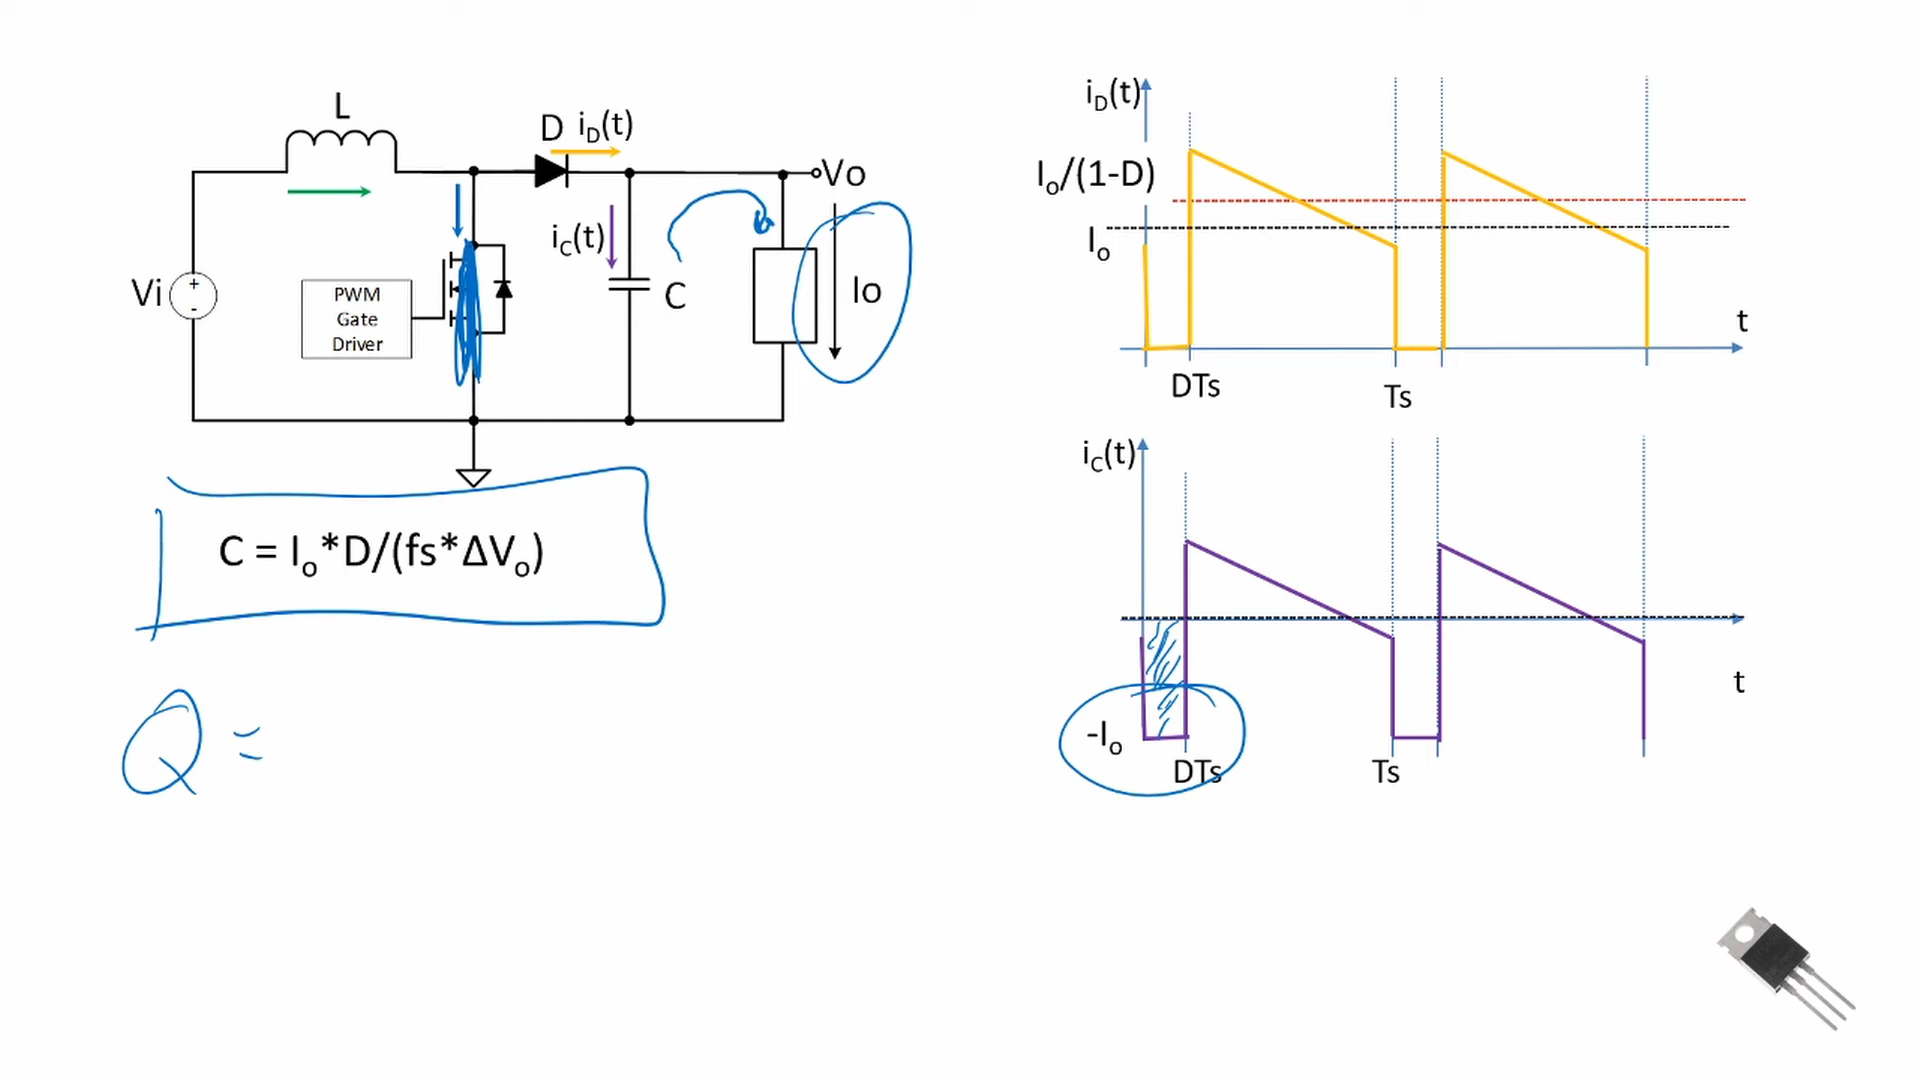 L
D iD(t)
Vo
iC(t)
Vi
+
-
PWM
Gate
Driver
C
Io
C = Io*D/(fs*ΔVo)
Q =
iD(t)
Io/(1-D)
Io
t
DTs
Ts
iC(t)
t
-Io
DTs
Ts